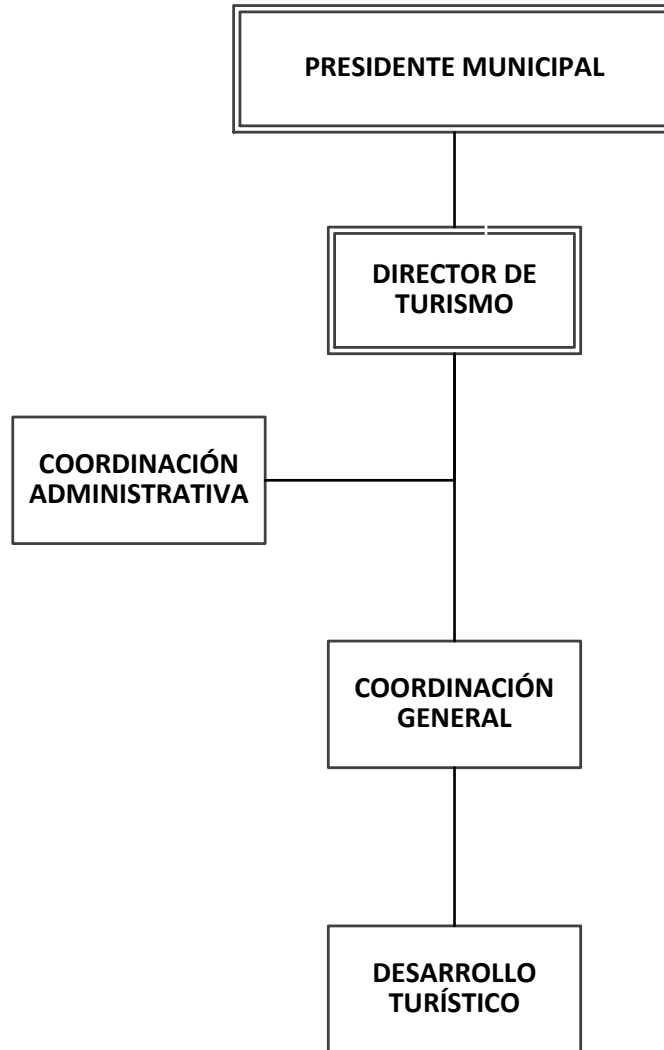 PRESIDENTE MUNICIPAL
DIRECTOR DE
TURISMO
COORDINACIÓN
ADMINISTRATIVA
COORDINACIÓN
GENERAL
DESARROLLO
TURÍSTICO